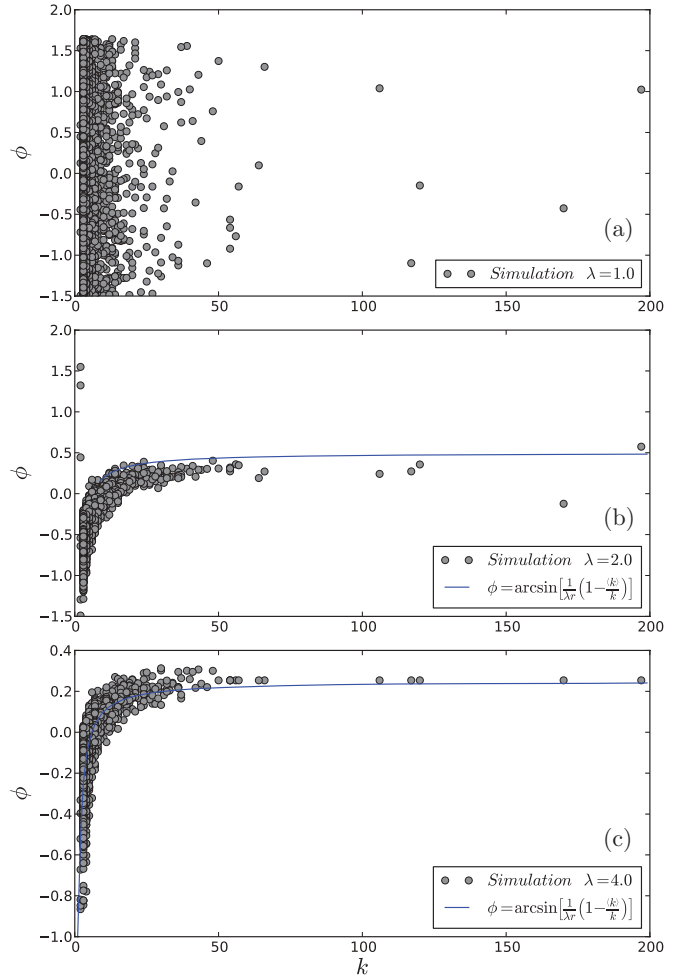 2.0
1.5
1.0
0.5
0.0
−0.5
−1.0
−1.5
ϕ
(a)
Simulation λ=1.0
0 50 100 150 200
2.0
1.5
1.0
0.5
0.0
−0.5
−1.0
−1.5
ϕ
(b)
Simulation λ=2.0
ϕ=arcsin[1/λr(1−⟨k⟩/k)]
0 50 100 150 200
0.4
0.2
0.0
−0.2
−0.4
−0.6
−0.8
−1.0
ϕ
(c)
Simulation λ=4.0
ϕ=arcsin[1/λr(1−⟨k⟩/k)]
0 50 100 150 200
k